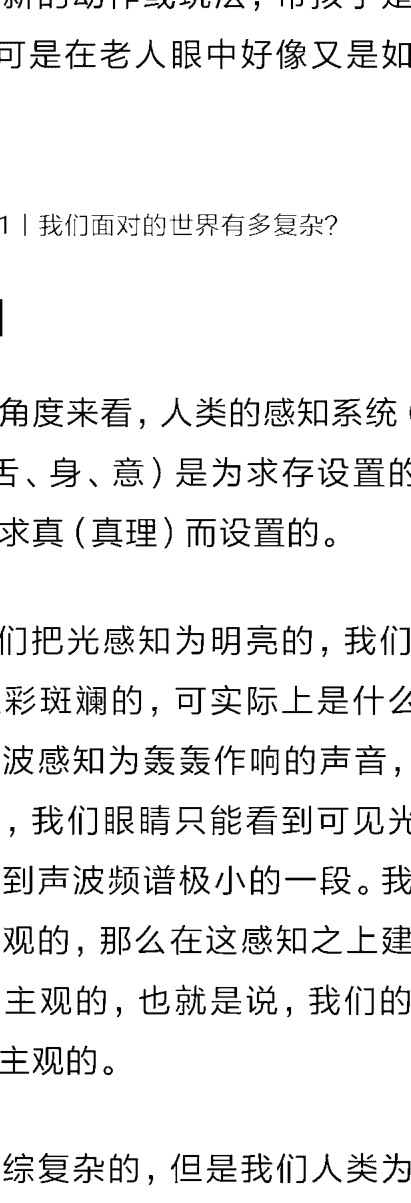 新的动作或玩法，带孩子是
可是在老人眼中好像又是如
1｜我们面对的世界有多复杂?
角度来看，人类的感知系统（
舌、身、意）是为求存设置的
求真（真理）而设置的。
们把光感知为明亮的，我们
彩斑斓的，可实际上是什么
波感知为轰轰作响的声音，
，我们眼睛只能看到可见光
到声波频谱极小的一段。我
观的，那么在这感知之上建
主观的，也就是说，我们的
主观的。
综复杂的，但是我们人类为